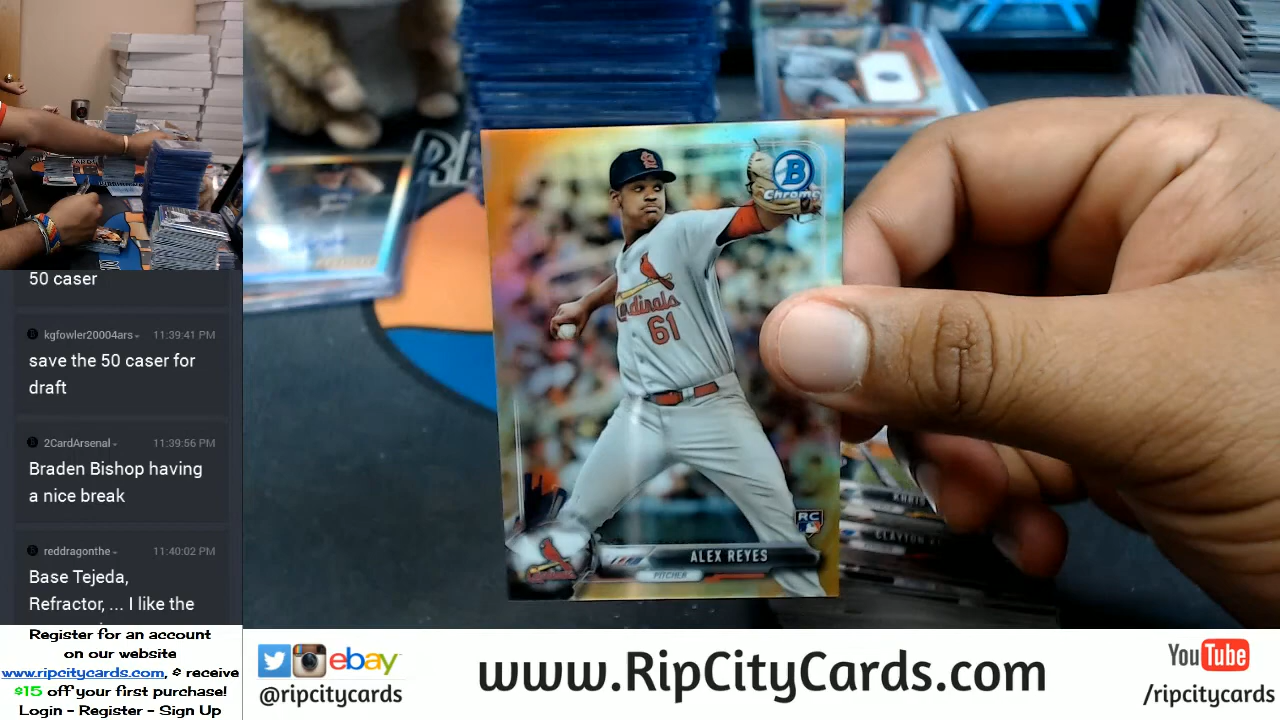 50 caser
kgfowler20004ars 11:39:41 PM
save the 50 caser for
draft
2CardArsenal 11:39:56 PM
Braden Bishop having
a nice break
reddragonthe 11:40:02 PM
Base Tejeda,
Refractor, ... I like the
Register for an account
on our website
www.ripcitycards.com, & receive
$15 off your first purchase!
Login - Register - Sign Up
B
Chrome
Cardinals
61
RC
ALEX REYES
PITCHER
KHRIS
CLAYTON
ebay
@ripcitycards
www.RipCityCards.com
YouTube
/ripcitycards